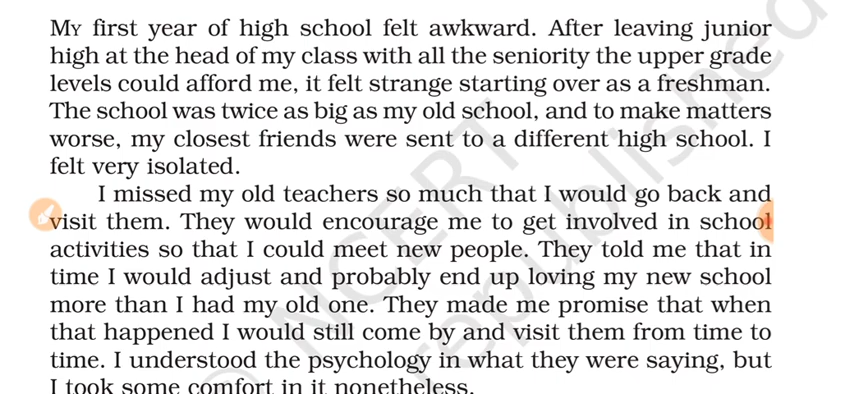 MY first year of high school felt awkward. After leaving junior
high at the head of my class with all the seniority the upper grade
levels could afford me, it felt strange starting over as a freshman.
The school was twice as big as my old school, and to make matters
worse, my closest friends were sent to a different high school. I
felt very isolated.
I missed my old teachers so much that I would go back and
visit them. They would encourage me to get involved in school
activities so that I could meet new people. They told me that in
time I would adjust and probably end up loving my new school
more than I had my old one. They made me promise that when
that happened I would still come by and visit them from time to
time. I understood the psychology in what they were saying, but
I took some comfort in it nonetheless.
© NCERT
republished